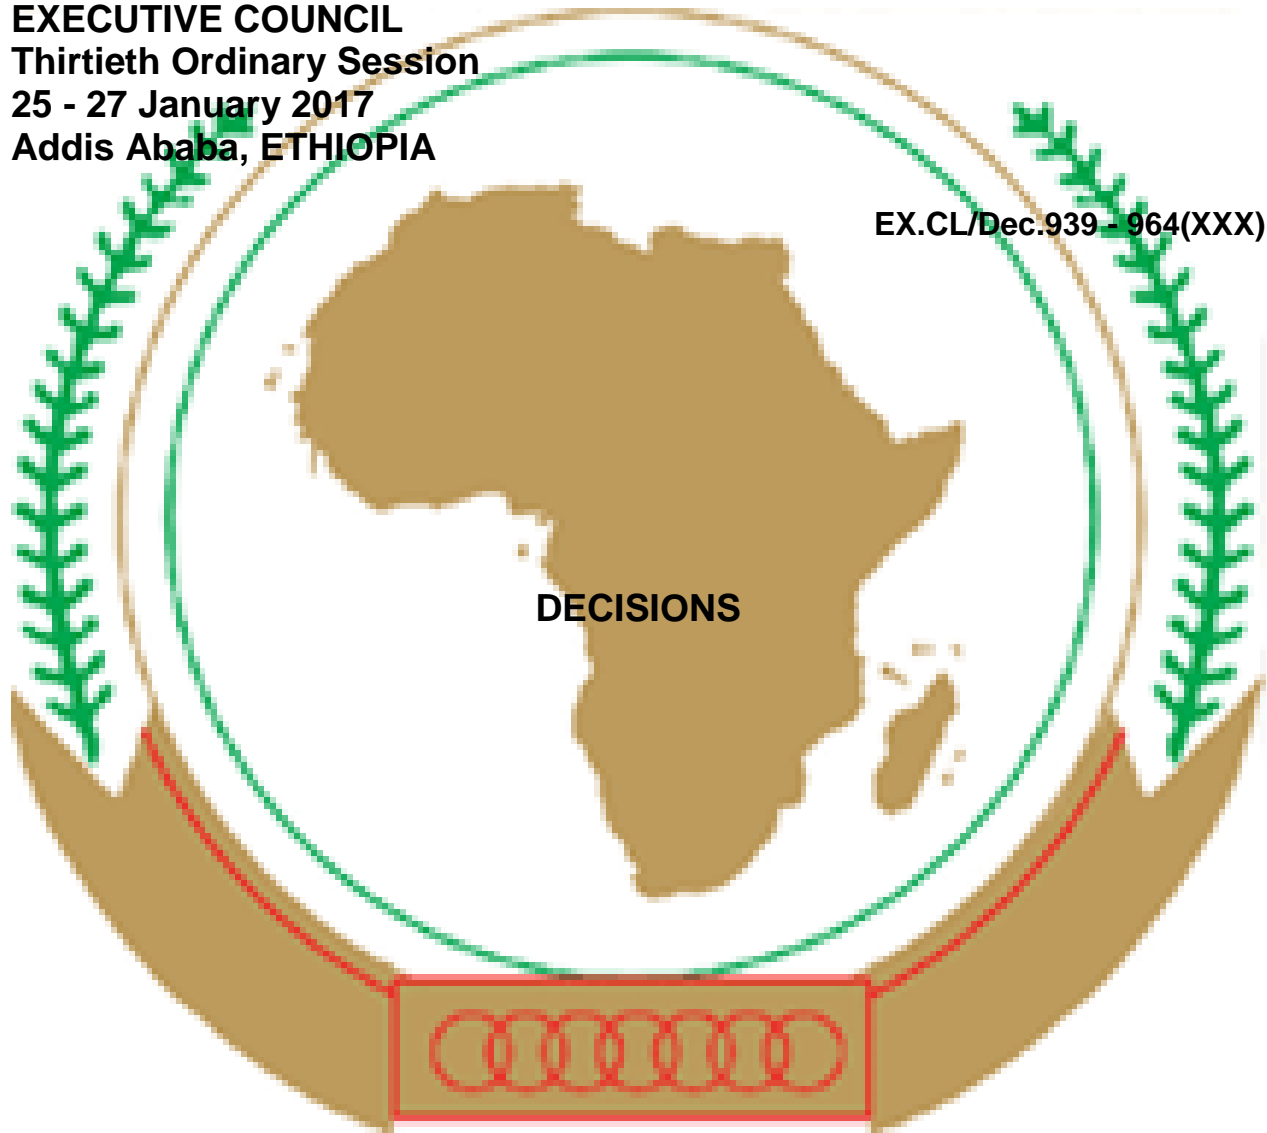 EXECUTIVE COUNCIL
Thirtieth Ordinary Session
25 - 27 January 2017
Addis Ababa, ETHIOPIA
EX.CL/Dec.939 - 964(XXX)
DECISIONS